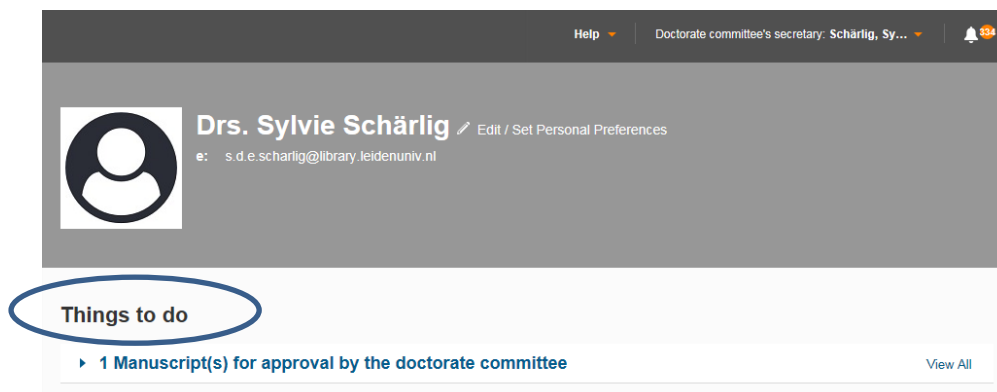 Help Doctorate committee's secretary: Schärlig, Sy... 334
Drs. Sylvie Schärlig Edit / Set Personal Preferences
e: s.d.e.scharlig@library.leidenuniv.nl
Things to do
1 Manuscript(s) for approval by the doctorate committee View All